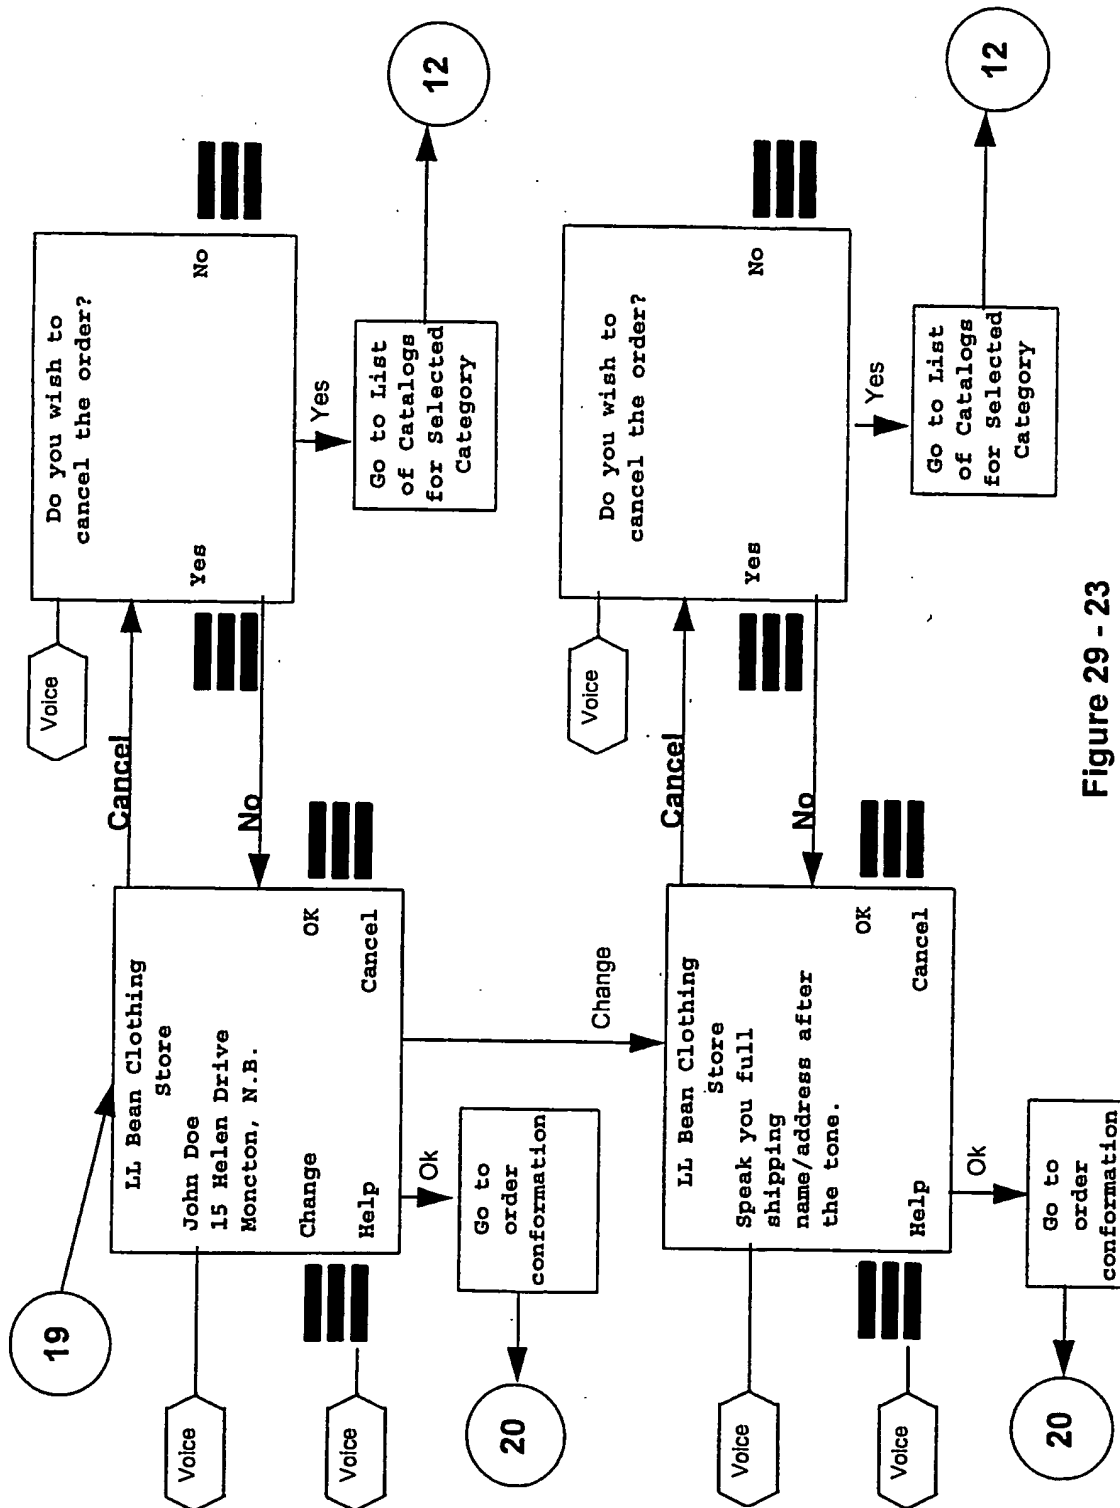 19
LL Bean Clothing
Store
John Doe
15 Helen Drive
Moncton, N.B.
Change
OK
Help
Cancel
Voice
Voice
Cancel
No
Voice
Do you wish to
cancel the order?
Yes
No
Yes
Go to List
of Catalogs
for Selected
Category
12
Ok
Go to
order
conformation
20
Change
LL Bean Clothing
Store
Speak you full
shipping
name/address after
the tone.
OK
Help
Cancel
Voice
Voice
Cancel
No
Voice
Do you wish to
cancel the order?
Yes
No
Yes
Go to List
of Catalogs
for Selected
Category
12
Ok
Go to
order
conformation
20
Figure 29 - 23